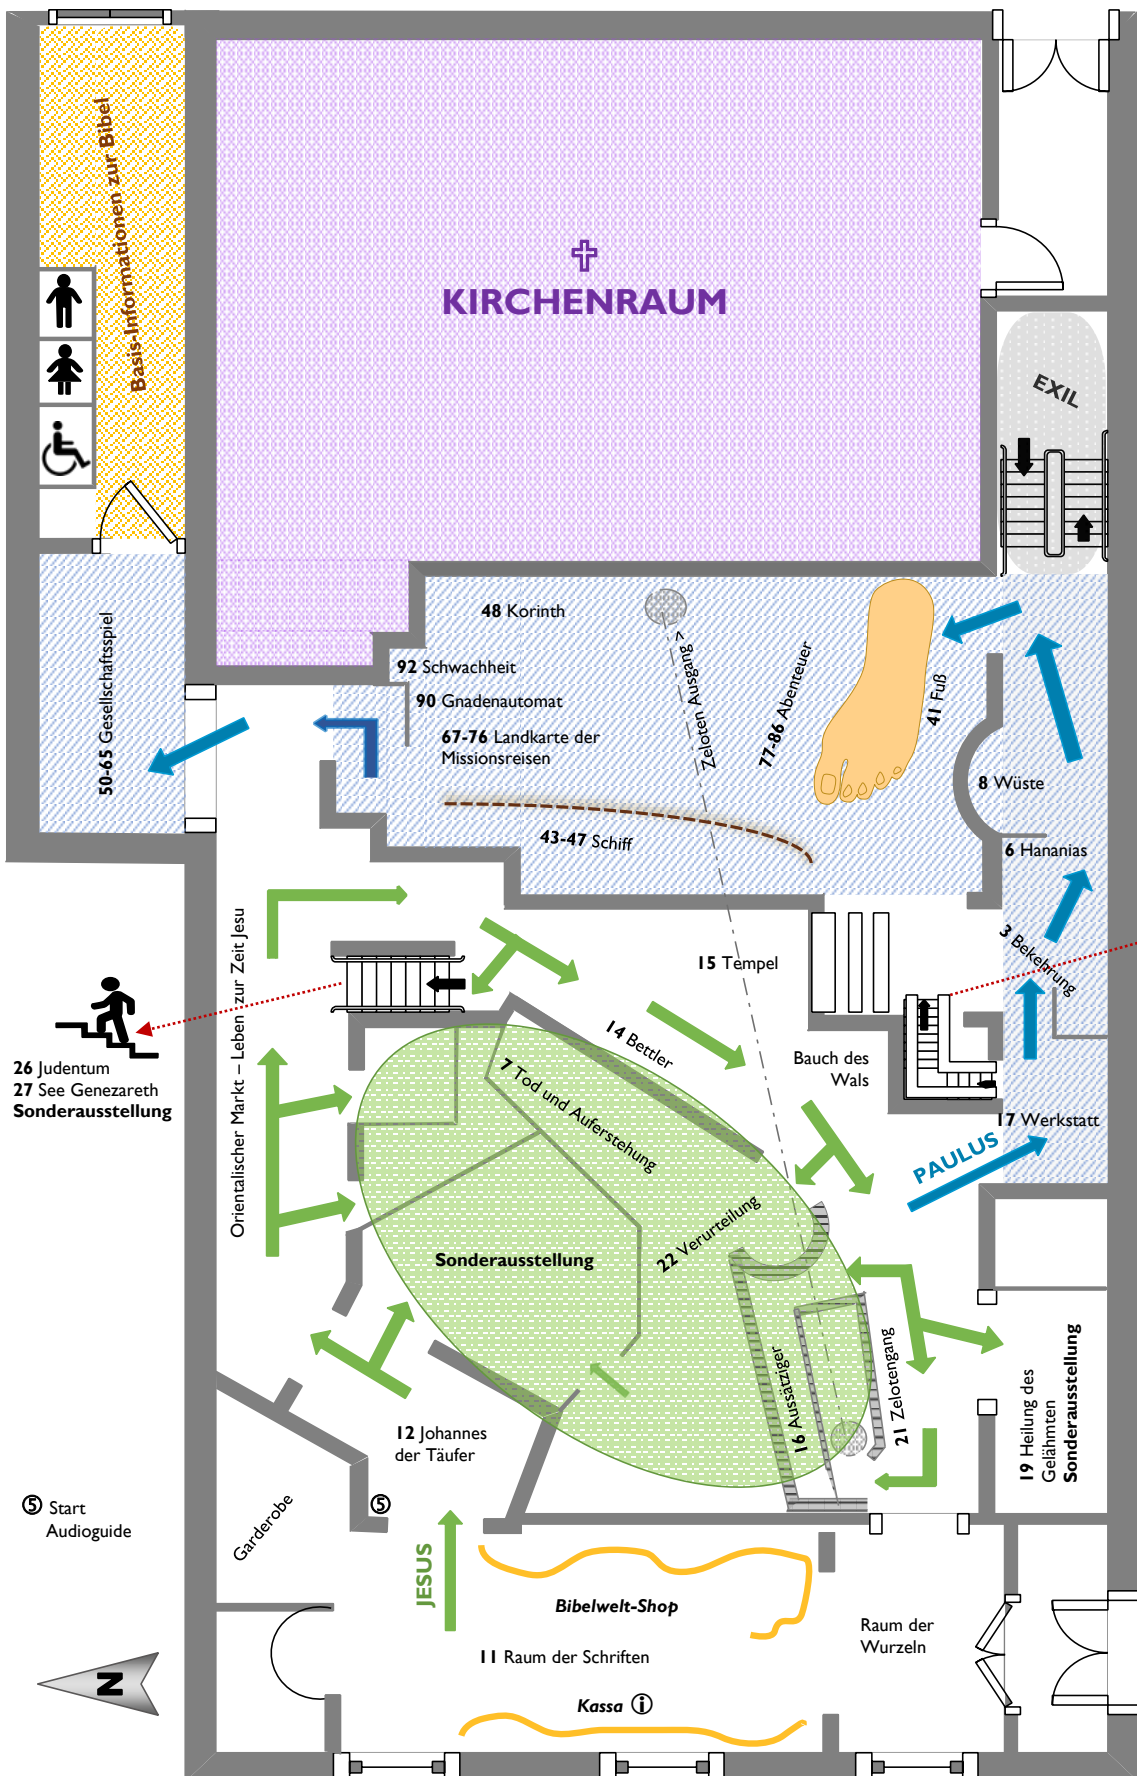 Basis-Informationen zur Bibel
KIRCHENRAUM
EXIL
48 Korinth
92 Schwachheit
90 Gnadenautomat
67-76 Landkarte der
Missionsreisen
Zeloten Ausgang >
77-86 Abenteuer
41 Fuß
50-65 Gesellschaftsspiel
8 Wüste
43-47 Schiff
6 Hananias
3 Bekehrung
15 Tempel
Orientalischer Markt – Leben zur Zeit Jesu
14 Bettler
Bauch des
Wals
26 Judentum
27 See Genezareth
Sonderausstellung
7 Tod und Auferstehung
17 Werkstatt
PAULUS
22 Verurteilung
Sonderausstellung
16 Aussätziger
21 Zelotengang
19 Heilung des
Gelähmten
Sonderausstellung
12 Johannes
der Täufer
⑤ Start
Audioguide
⑤
Garderobe
JESUS
Bibelwelt-Shop
Raum der
Wurzeln
11 Raum der Schriften
Kassa ⓘ
N